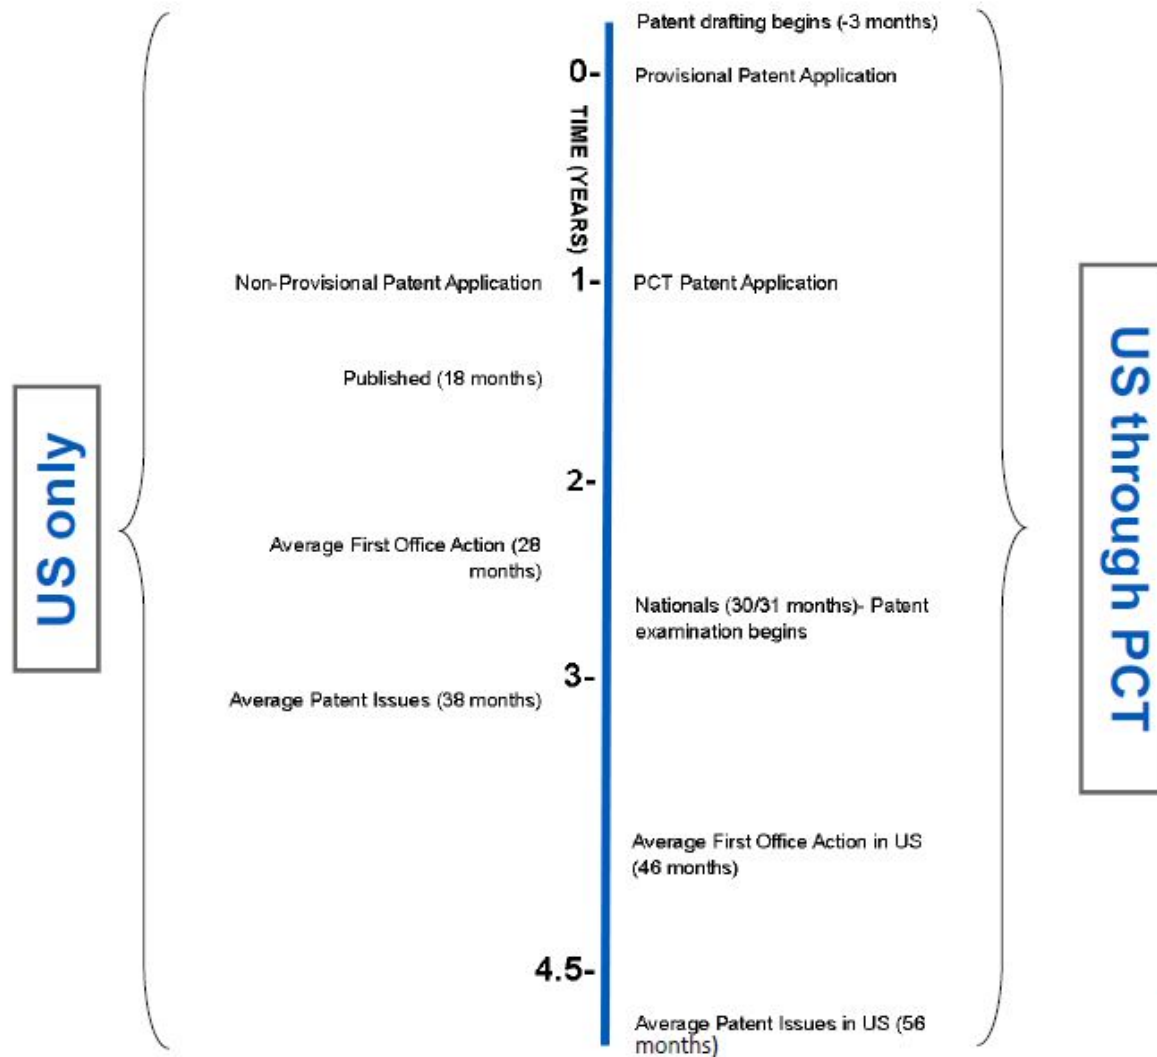 Patent drafting begins (-3 months)
0-
Provisional Patent Application
TIME (YEARS)
Non-Provisional Patent Application
1-
PCT Patent Application
Published (18 months)
US only
US through PCT
2-
Average First Office Action (28
months)
Nationals (30/31 months)- Patent
examination begins
3-
Average Patent Issues (38 months)
Average First Office Action in US
(46 months)
4.5-
Average Patent Issues in US (56
months)